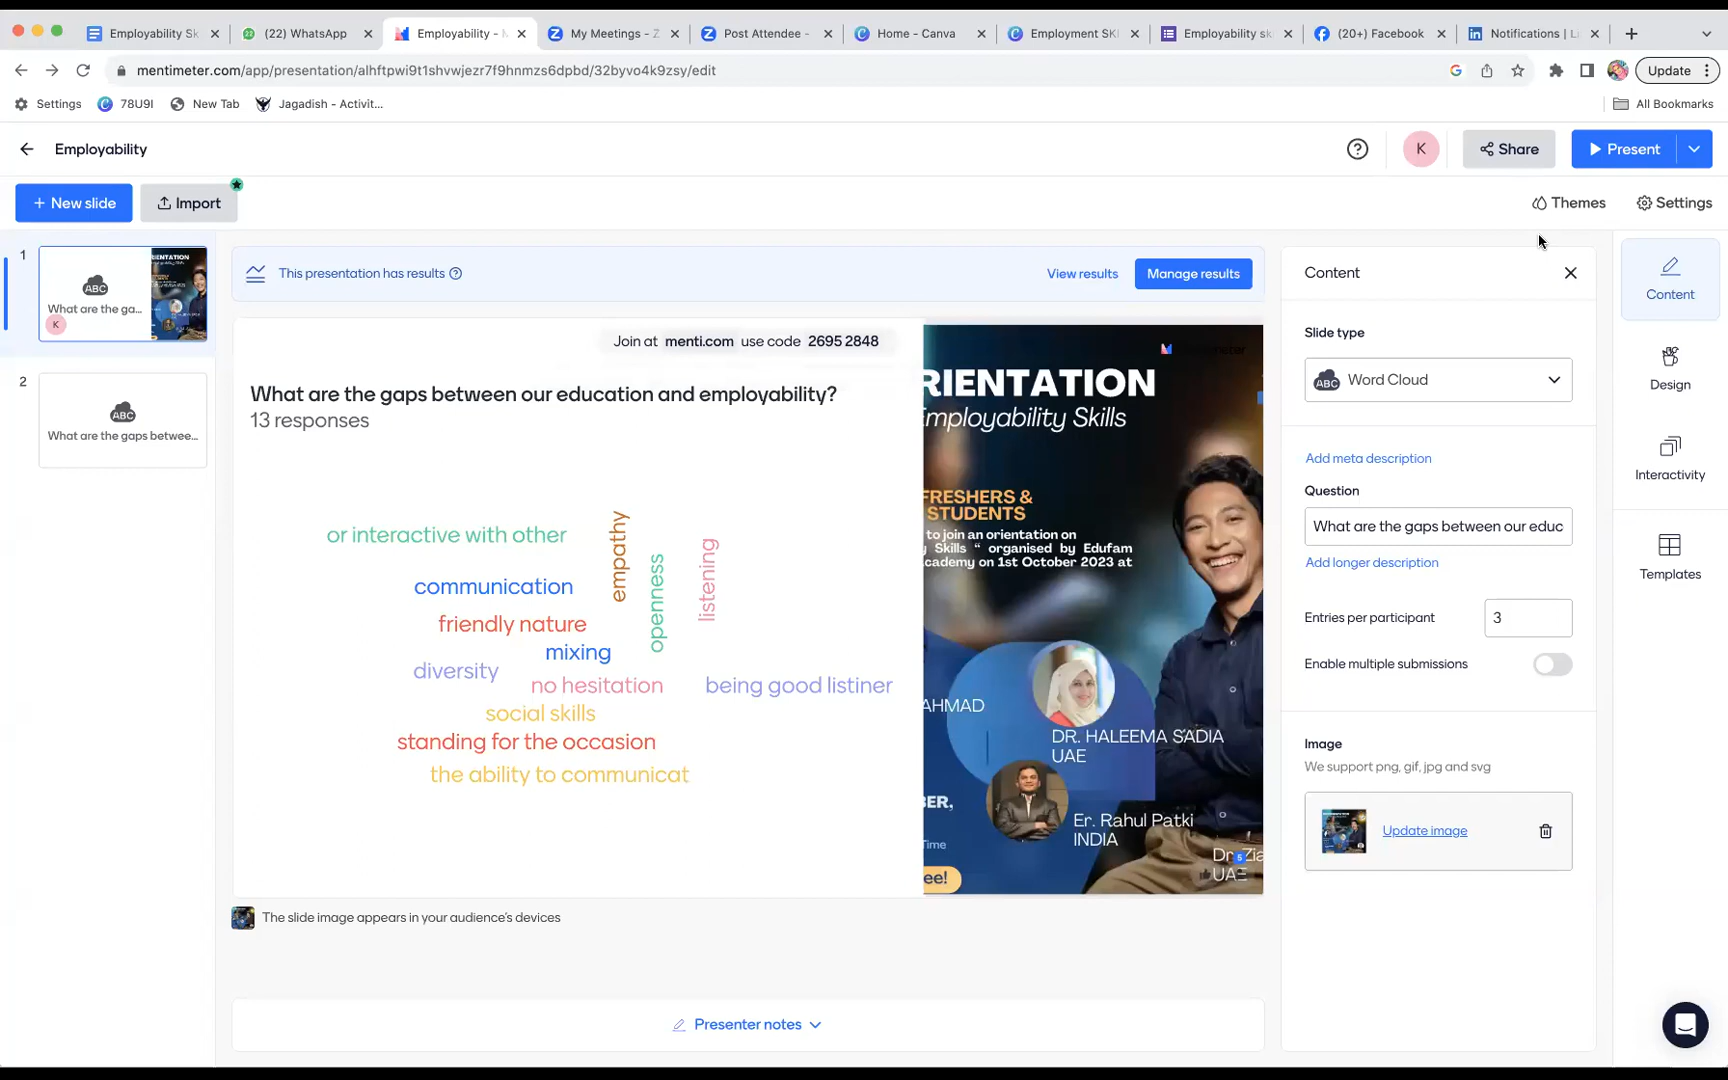 Employability Sk
(22) WhatsApp
Employability - M
My Meetings - Z
Post Attendee -
Home - Canva
Employment SKI
Employability sk
(20+) Facebook
Notifications | Li
mentimeter.com/app/presentation/alhftpwi9t1shvwjezr7f9hnmzs6dpbd/32byvo4k9zsy/edit
Update
Settings
78U9I
New Tab
Jagadish - Activit...
All Bookmarks
Employability
K
Share
Present
+ New slide
Import
Themes
Settings
1
ABC
What are the ga...
K
2
ABC
What are the gaps betwee...
This presentation has results
View results
Manage results
Join at menti.com use code 2695 2848
What are the gaps between our education and employability?
13 responses
or interactive with other
empathy
openness
listening
communication
friendly nature
mixing
diversity
no hesitation
being good listiner
social skills
standing for the occasion
the ability to communicat
RIENTATION
Employability Skills
FRESHERS &
STUDENTS
to join an orientation on
y Skills “ organised by Edufam
cademy on 1st October 2023 at
AHMAD
DR. HALEEMA SADIA
UAE
BER,
Er. Rahul Patki
INDIA
Time
Dr. Zia
UAE
ee!
5
The slide image appears in your audience's devices
Presenter notes
Content
Slide type
ABC Word Cloud
Add meta description
Question
What are the gaps between our educ
Add longer description
Entries per participant
3
Enable multiple submissions
Image
We support png, gif, jpg and svg
Update image
Content
Design
Interactivity
Templates